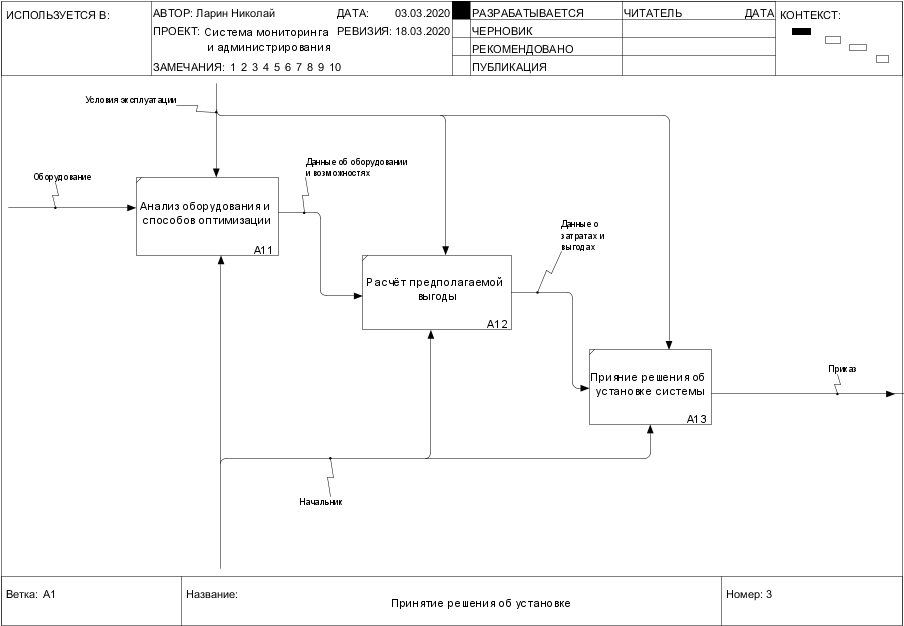 ИСПОЛЬЗУЕТСЯ В:
АВТОР: Ларин Николай
ДАТА: 03.03.2020
ПРОЕКТ: Система мониторинга
и администрирования
РЕВИЗИЯ: 18.03.2020
ЗАМЕЧАНИЯ: 1 2 3 4 5 6 7 8 9 10
РАЗРАБАТЫВАЕТСЯ
ЧЕРНОВИК
РЕКОМЕНДОВАНО
ПУБЛИКАЦИЯ
ЧИТАТЕЛЬ
ДАТА
КОНТЕКСТ:
Условия эксплуатации
Оборудование
Анализ оборудования и
способов оптимизации
A11
Данные об оборудовании
и возможностях
Расчёт предполагаемой
выгоды
A12
Данные о
затратах и
выгодах
Прияние решения об
установке системы
A13
Приказ
Начальник
Ветка: A1
Название:
Принятие решения об установке
Номер: 3